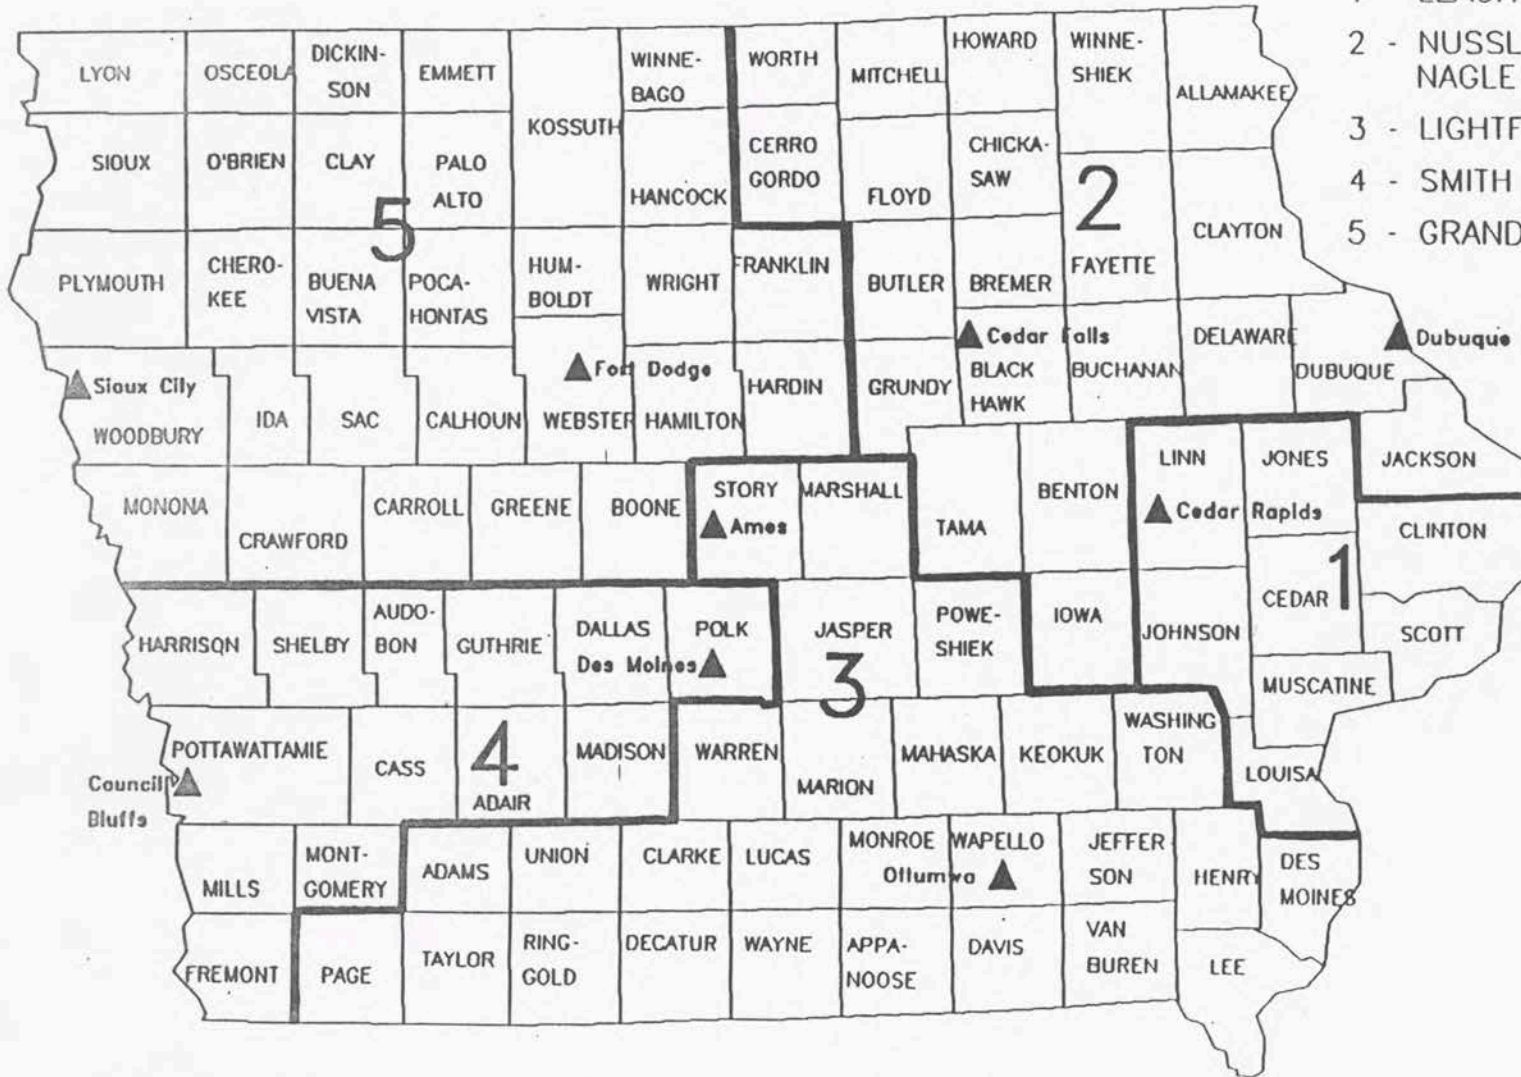 2 - NUSSL
NAGLE
3 - LIGHTF
4 - SMITH
5 - GRAND
LYON
OSCEOLA
DICKIN-
SON
EMMETT
WINNE-
BAGO
WORTH
MITCHELL
HOWARD
WINNE-
SHIEK
ALLAMAKEE
KOSSUTH
SIOUX
O'BRIEN
CLAY
PALO
ALTO
HANCOCK
CERRO
GORDO
FLOYD
CHICKA-
SAW
5
2
CLAYTON
PLYMOUTH
CHERO-
KEE
BUENA
VISTA
POCA-
HONTAS
HUM-
BOLDT
WRIGHT
FRANKLIN
BUTLER
BREMER
FAYETTE
Sioux City
WOODBURY
IDA
SAC
CALHOUN
Fort Dodge
WEBSTER
HAMILTON
HARDIN
GRUNDY
Cedar Falls
BLACK
HAWK
BUCHANAN
DELAWARE
DUBUQUE
Dubuque
MONONA
CRAWFORD
CARROLL
GREENE
BOONE
STORY
Ames
MARSHALL
TAMA
BENTON
LINN
Cedar Rapids
JONES
JACKSON
CLINTON
HARRISON
SHELBY
AUDO-
BON
GUTHRIE
DALLAS
POLK
Des Moines
JASPER
3
POWE-
SHIEK
IOWA
JOHNSON
CEDAR
1
SCOTT
MUSCATINE
POTTAWATTAMIE
Council
Bluffs
CASS
4
ADAIR
MADISON
WARREN
MARION
MAHASKA
KEOKUK
WASHING
TON
LOUISA
MILLS
MONT-
GOMERY
ADAMS
UNION
CLARKE
LUCAS
MONROE
WAPELLO
Ottumwa
JEFFER
SON
HENRY
DES
MOINES
FREMONT
PAGE
TAYLOR
RING-
GOLD
DECATUR
WAYNE
APPA-
NOOSE
DAVIS
VAN
BUREN
LEE